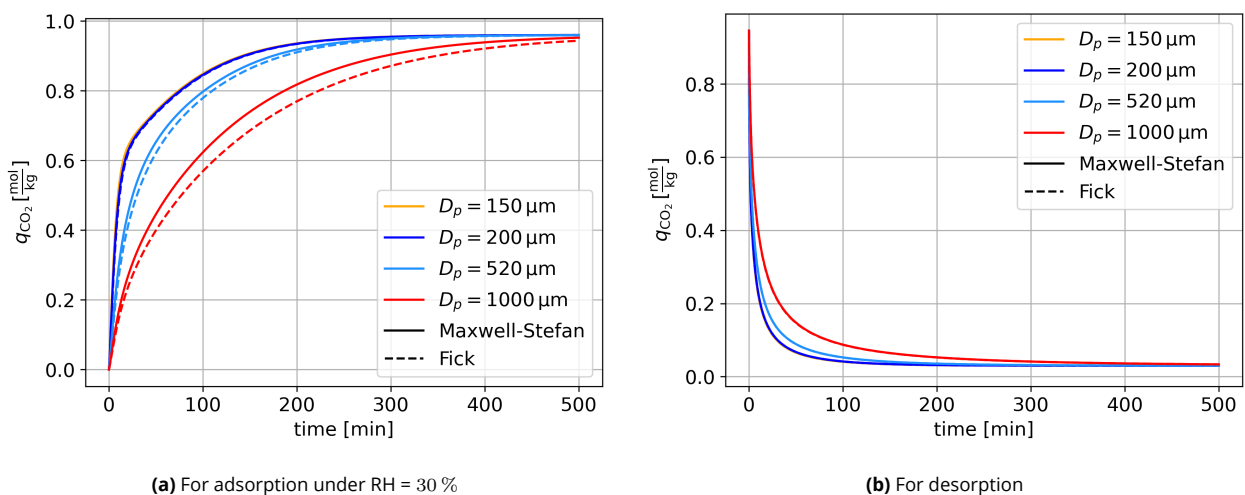 1.0
0.8
0.6
0.4
0.2
0.0
q_CO₂ [mol/kg]
0 100 200 300 400 500
time [min]
D_p = 150 μm
D_p = 200 μm
D_p = 520 μm
D_p = 1000 μm
Maxwell-Stefan
Fick
(a) For adsorption under RH = 30 %
0.8
0.6
0.4
0.2
0.0
q_CO₂ [mol/kg]
0 100 200 300 400 500
time [min]
D_p = 150 μm
D_p = 200 μm
D_p = 520 μm
D_p = 1000 μm
Maxwell-Stefan
Fick
(b) For desorption